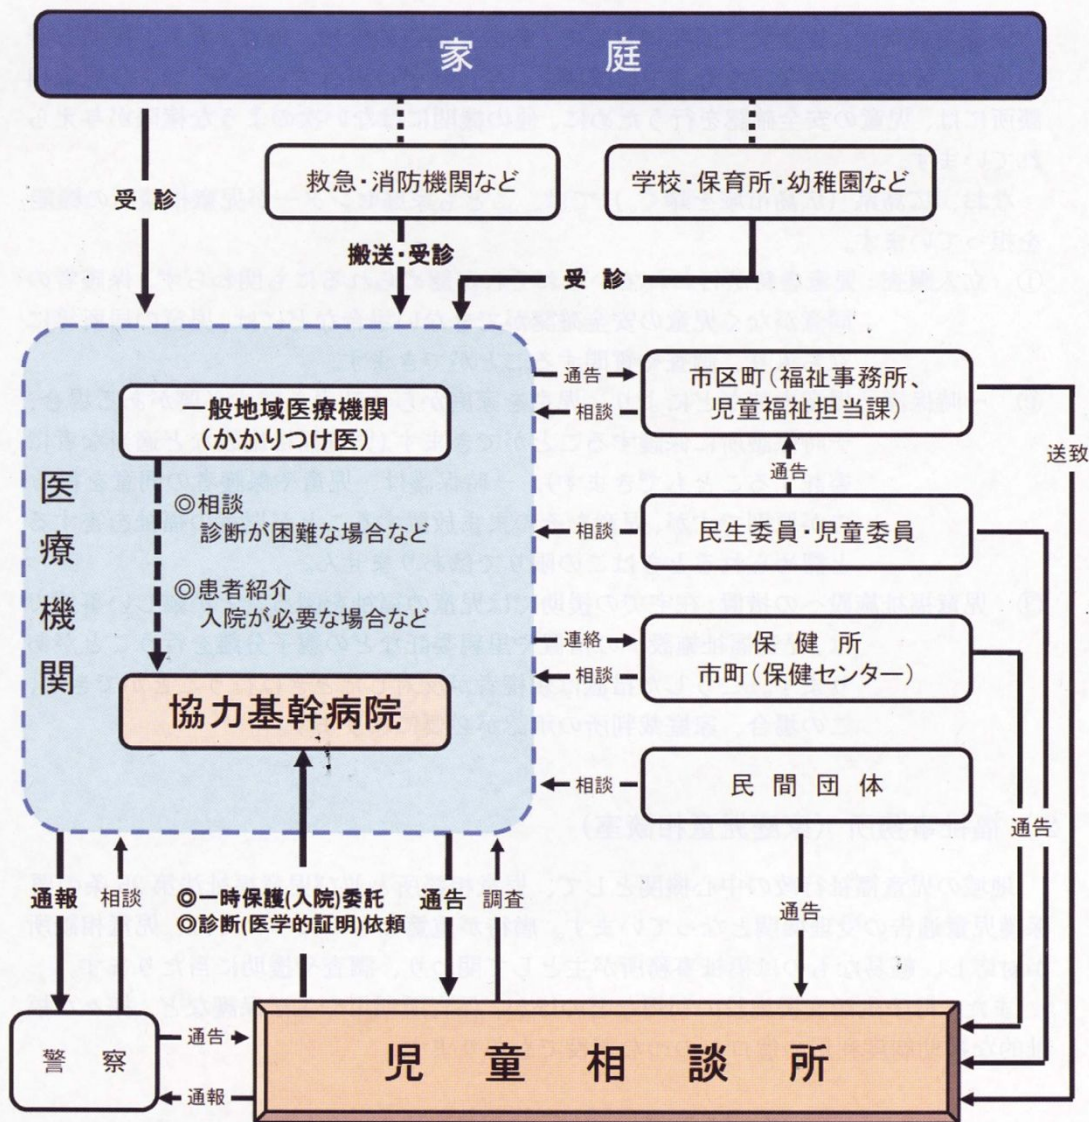 家 庭
救急・消防機関など
学校・保育所・幼稚園など
受診
搬送・受診
受診
医療機関
一般地域医療機関
(かかりつけ医)
◎相談
診断が困難な場合など
◎患者紹介
入院が必要な場合など
協力基幹病院
通告
相談
市区町(福祉事務所、
児童福祉担当課)
送致
通告
相談
民生委員・児童委員
連絡
相談
保 健 所
市町(保健センター)
相談
民 間 団 体
通告
通報
相談
◎一時保護(入院)委託
◎診断(医学的証明)依頼
通告
調査
通告
警 察
通告
通報
児 童 相 談 所